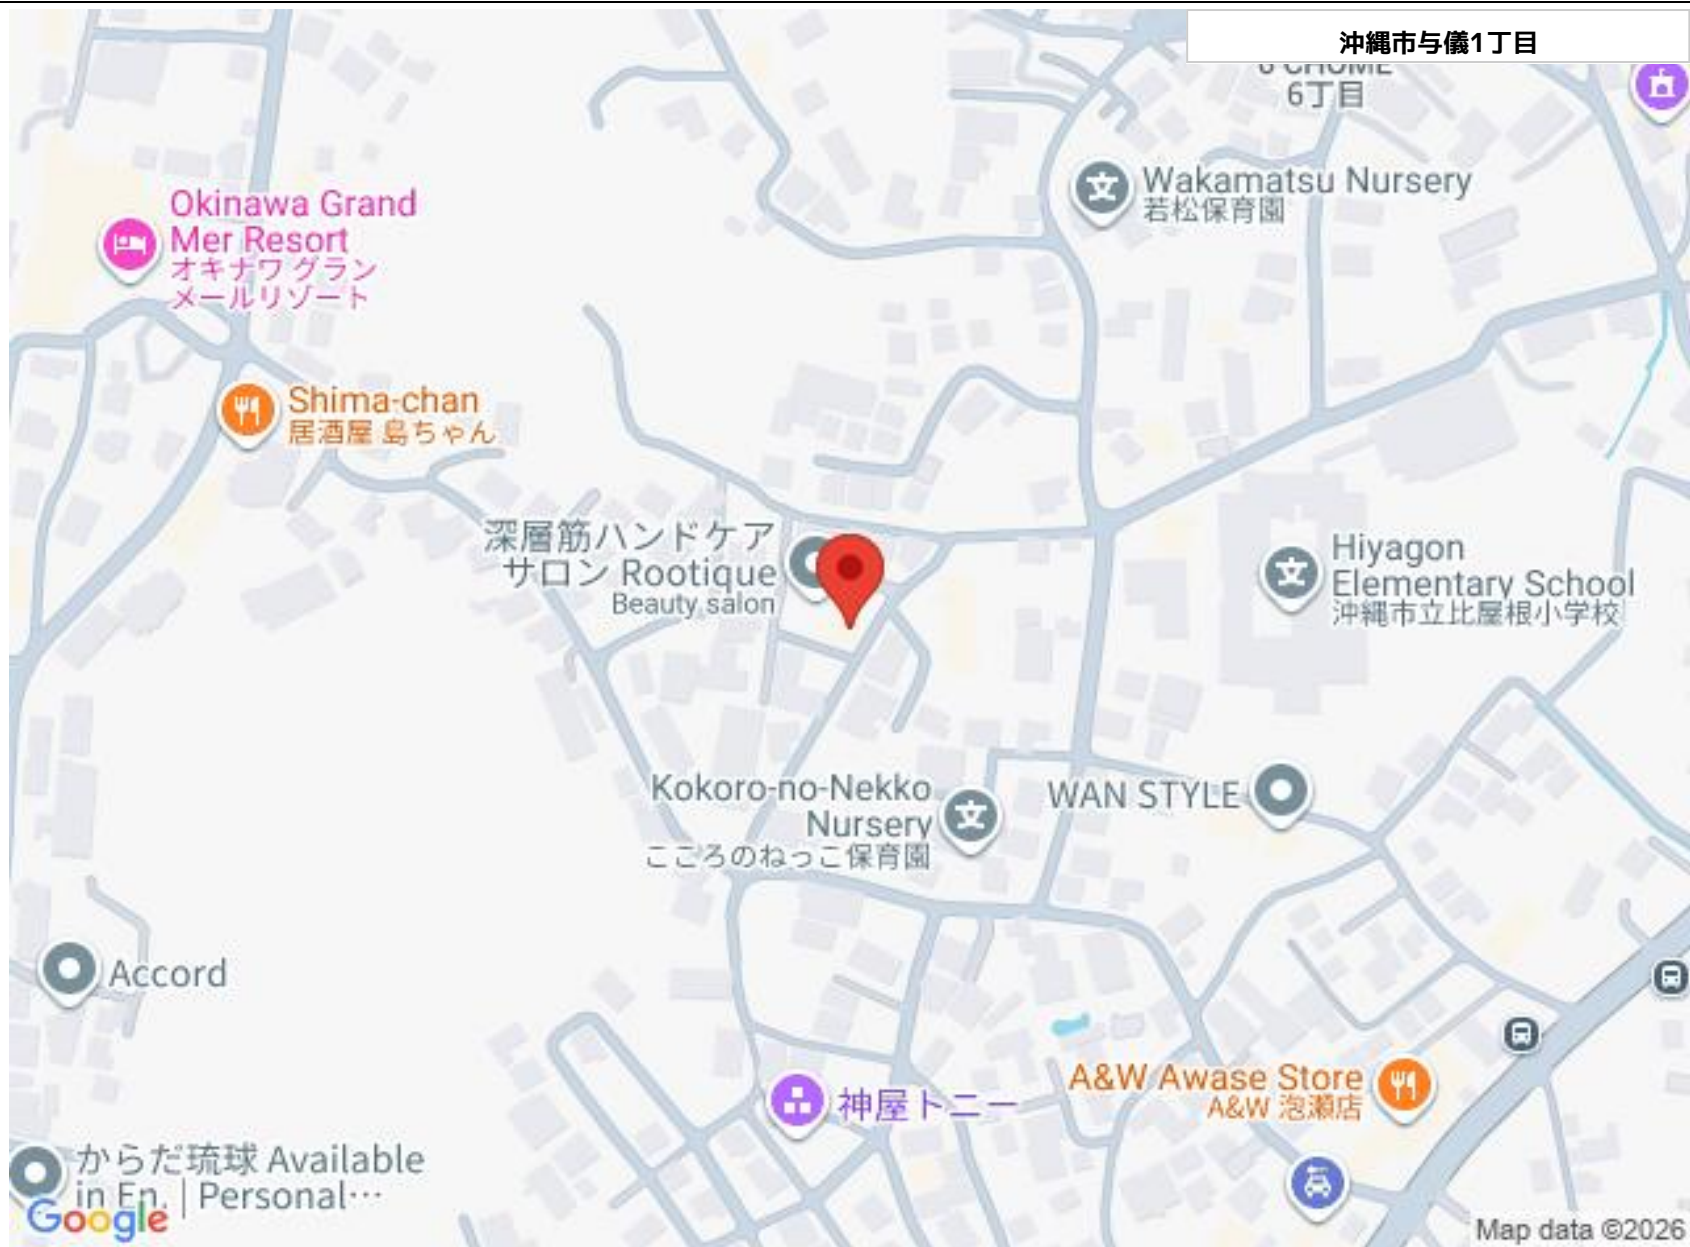 沖縄市与儀1丁目
6 CHOME
6丁目
Wakamatsu Nursery
若松保育園
Okinawa Grand
Mer Resort
オキナワ グラン
メールリゾート
Shima-chan
居酒屋 島ちゃん
深層筋ハンドケア
サロン Rootique
Beauty salon
Hiyagon
Elementary School
沖縄市立比屋根小学校
Kokoro-no-Nekko
Nursery
こころのねっこ保育園
WAN STYLE
Accord
A&W Awase Store
A&W 泡瀬店
神屋トニー
からだ琉球 Available
in En. | Personal…
Google
Map data ©2026